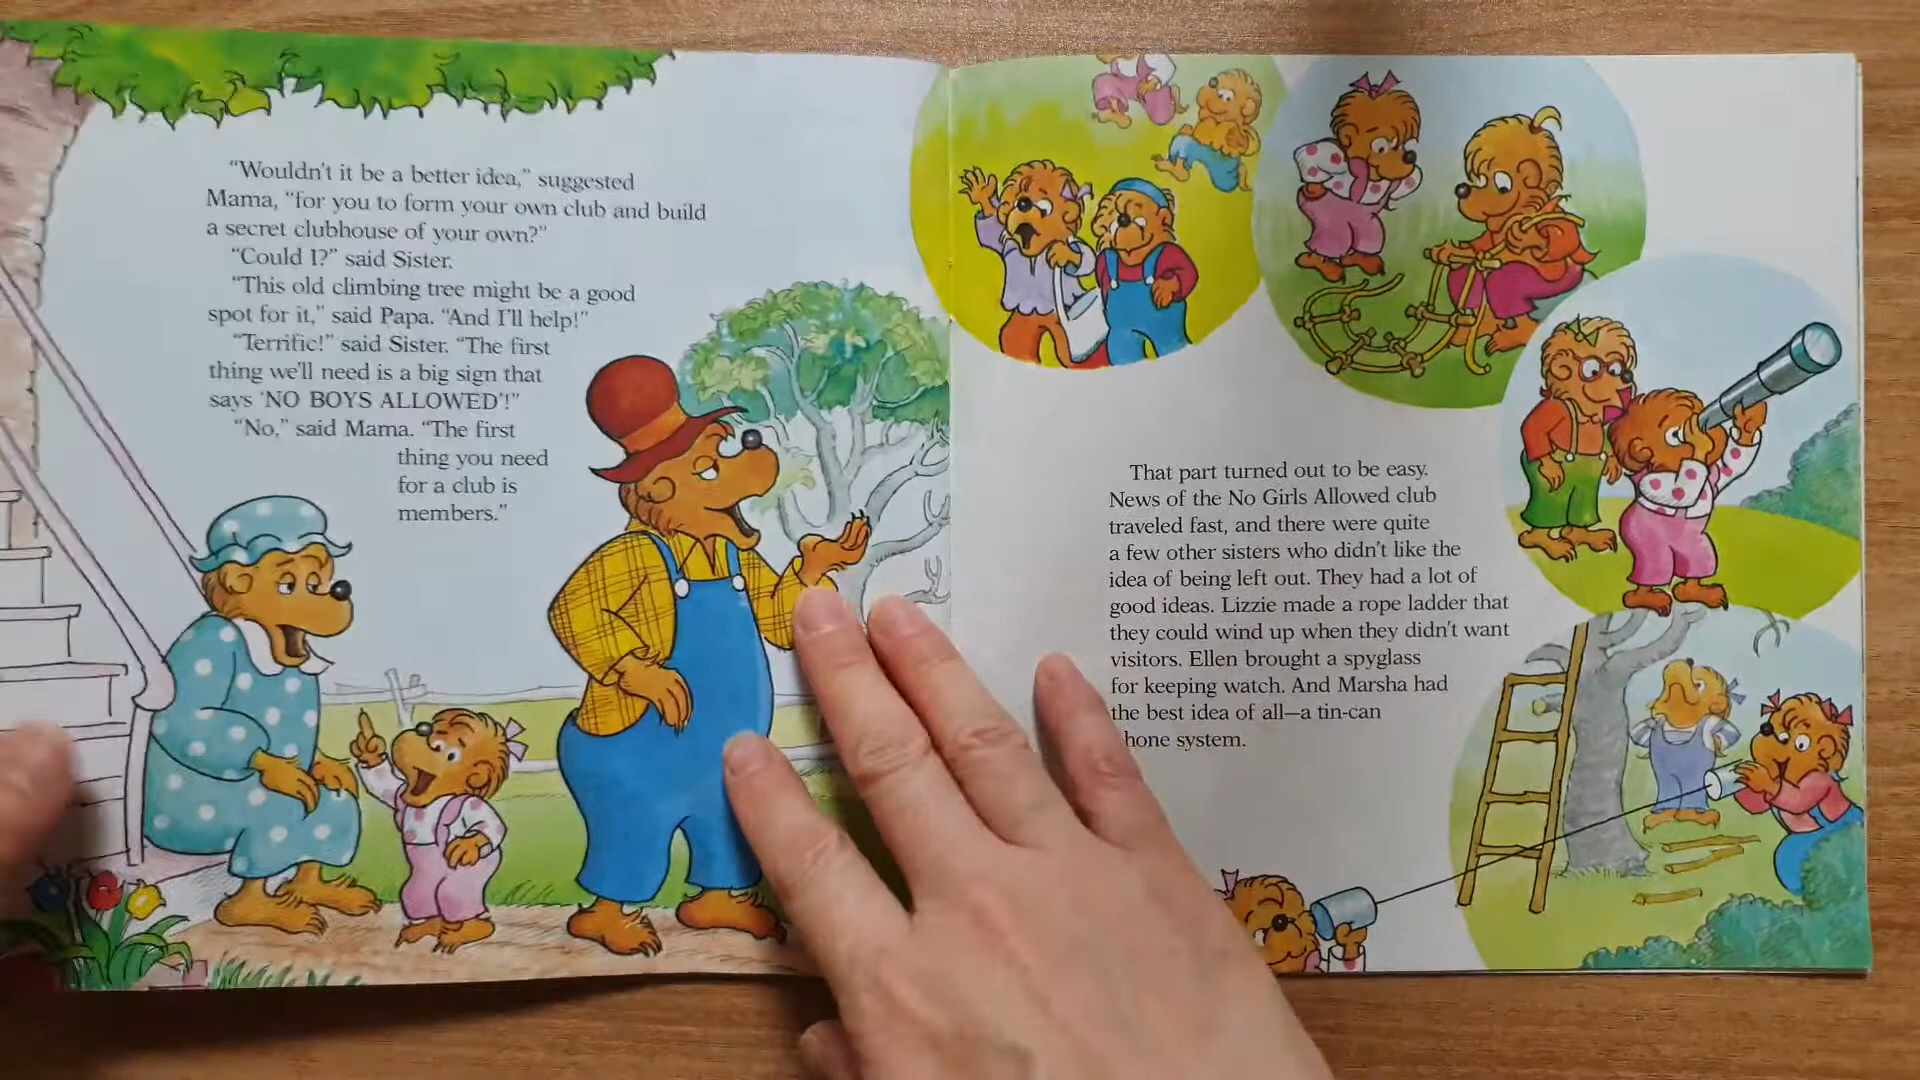 “Wouldn’t it be a better idea,” suggested
Mama, “for you to form your own club and build
a secret clubhouse of your own?”
“Could I?” said Sister.
“This old climbing tree might be a good
spot for it,” said Papa. “And I’ll help!”
“Terrific!” said Sister. “The first
thing we’ll need is a big sign that
says ‘NO BOYS ALLOWED’!”
“No,” said Mama. “The first
thing you need
for a club is
members.”
That part turned out to be easy.
News of the No Girls Allowed club
traveled fast, and there were quite
a few other sisters who didn’t like the
idea of being left out. They had a lot of
good ideas. Lizzie made a rope ladder that
they could wind up when they didn’t want
visitors. Ellen brought a spyglass
for keeping watch. And Marsha had
the best idea of all—a tin-can
hone system.